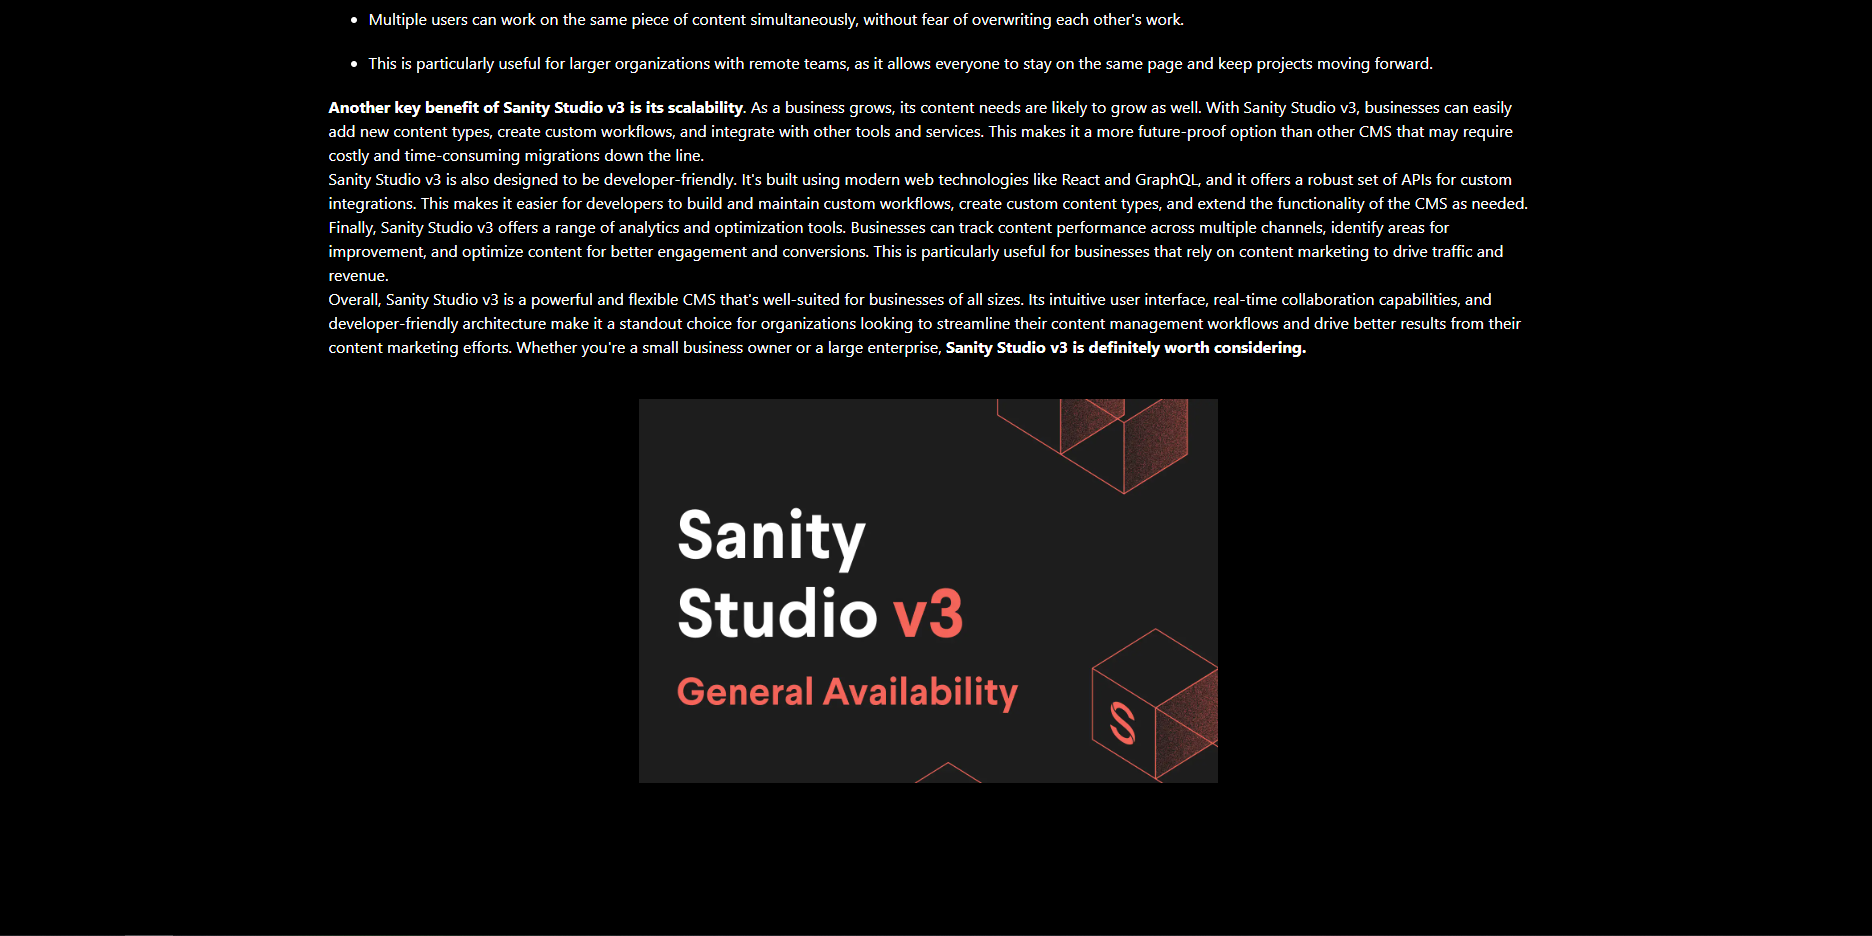 Multiple users can work on the same piece of content simultaneously, without fear of overwriting each other's work.
This is particularly useful for larger organizations with remote teams, as it allows everyone to stay on the same page and keep projects moving forward.
Another key benefit of Sanity Studio v3 is its scalability. As a business grows, its content needs are likely to grow as well. With Sanity Studio v3, businesses can easily
add new content types, create custom workflows, and integrate with other tools and services. This makes it a more future-proof option than other CMS that may require
costly and time-consuming migrations down the line.
Sanity Studio v3 is also designed to be developer-friendly. It's built using modern web technologies like React and GraphQL, and it offers a robust set of APIs for custom
integrations. This makes it easier for developers to build and maintain custom workflows, create custom content types, and extend the functionality of the CMS as needed.
Finally, Sanity Studio v3 offers a range of analytics and optimization tools. Businesses can track content performance across multiple channels, identify areas for
improvement, and optimize content for better engagement and conversions. This is particularly useful for businesses that rely on content marketing to drive traffic and
revenue.
Overall, Sanity Studio v3 is a powerful and flexible CMS that's well-suited for businesses of all sizes. Its intuitive user interface, real-time collaboration capabilities, and
developer-friendly architecture make it a standout choice for organizations looking to streamline their content management workflows and drive better results from their
content marketing efforts. Whether you're a small business owner or a large enterprise, Sanity Studio v3 is definitely worth considering.
Sanity
Studio v3
General Availability
S